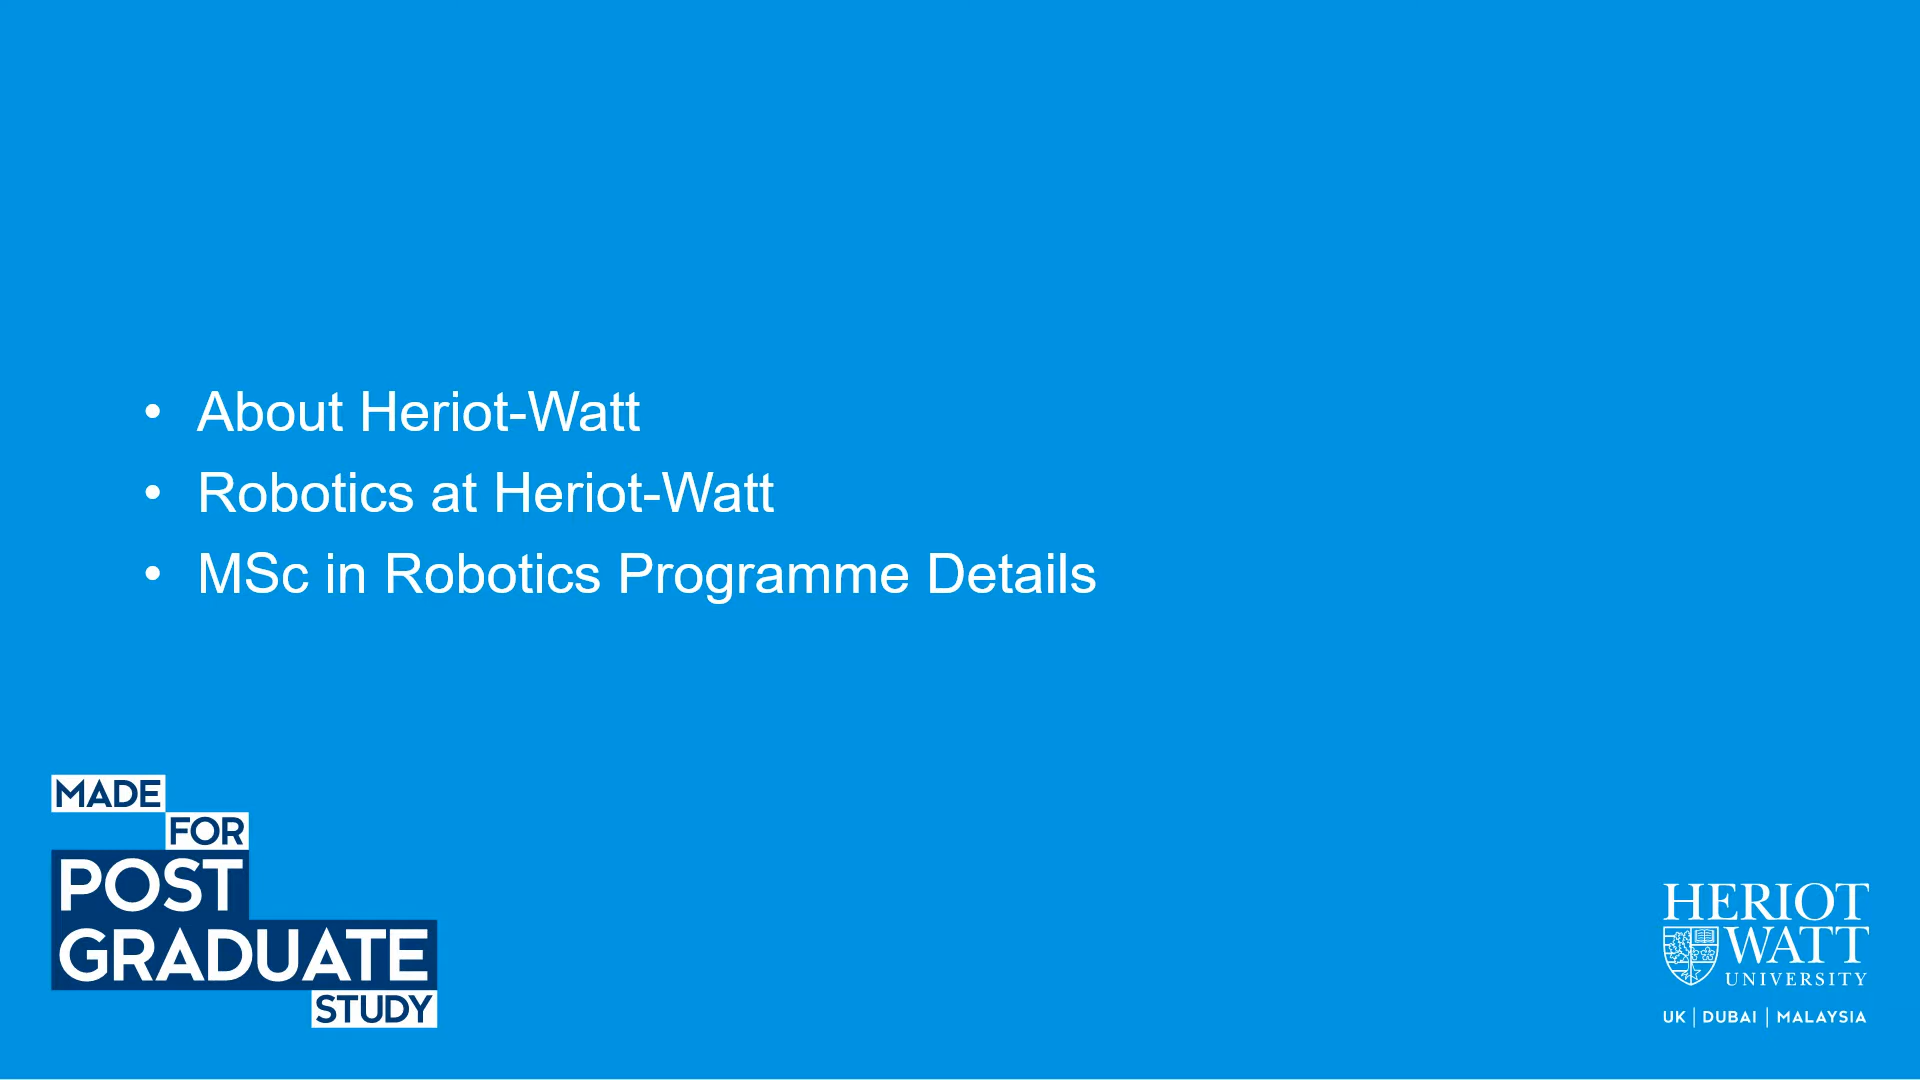 • About Heriot-Watt
• Robotics at Heriot-Watt
• MSc in Robotics Programme Details
MADE
FOR
POST
GRADUATE
STUDY
HERIOT
WATT
UNIVERSITY
UK | DUBAI | MALAYSIA